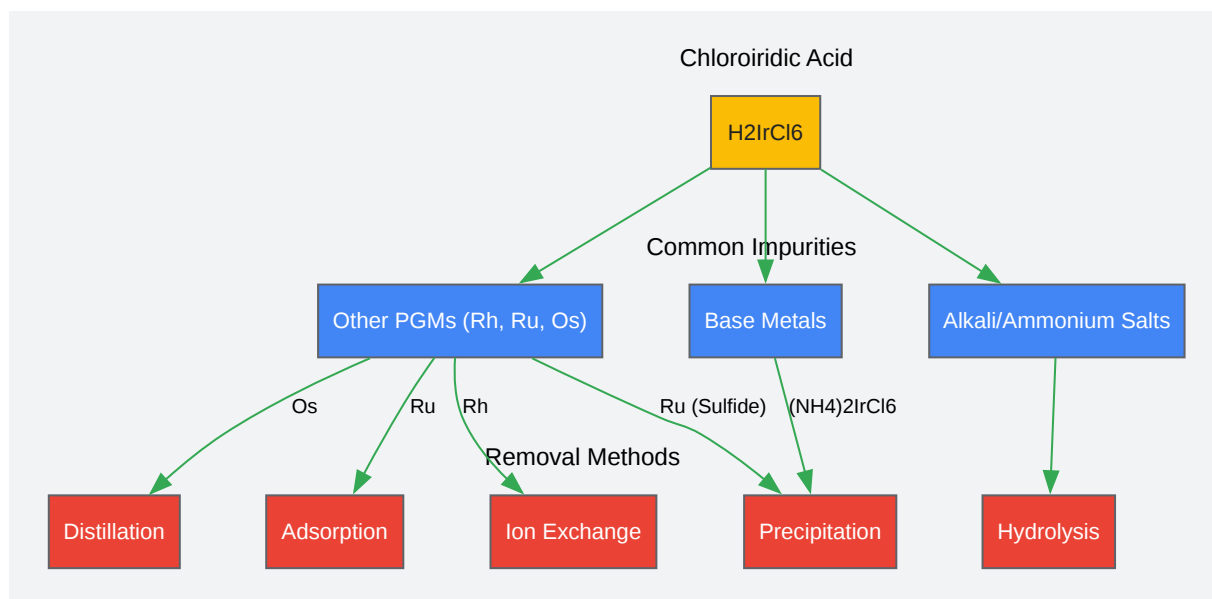 Chloroiridic Acid
H2IrCl6
Common Impurities
Other PGMs (Rh, Ru, Os)
Base Metals
Alkali/Ammonium Salts
Os
Ru
Rh
Ru (Sulfide)
(NH4)2IrCl6
Removal Methods
Distillation
Adsorption
Ion Exchange
Precipitation
Hydrolysis